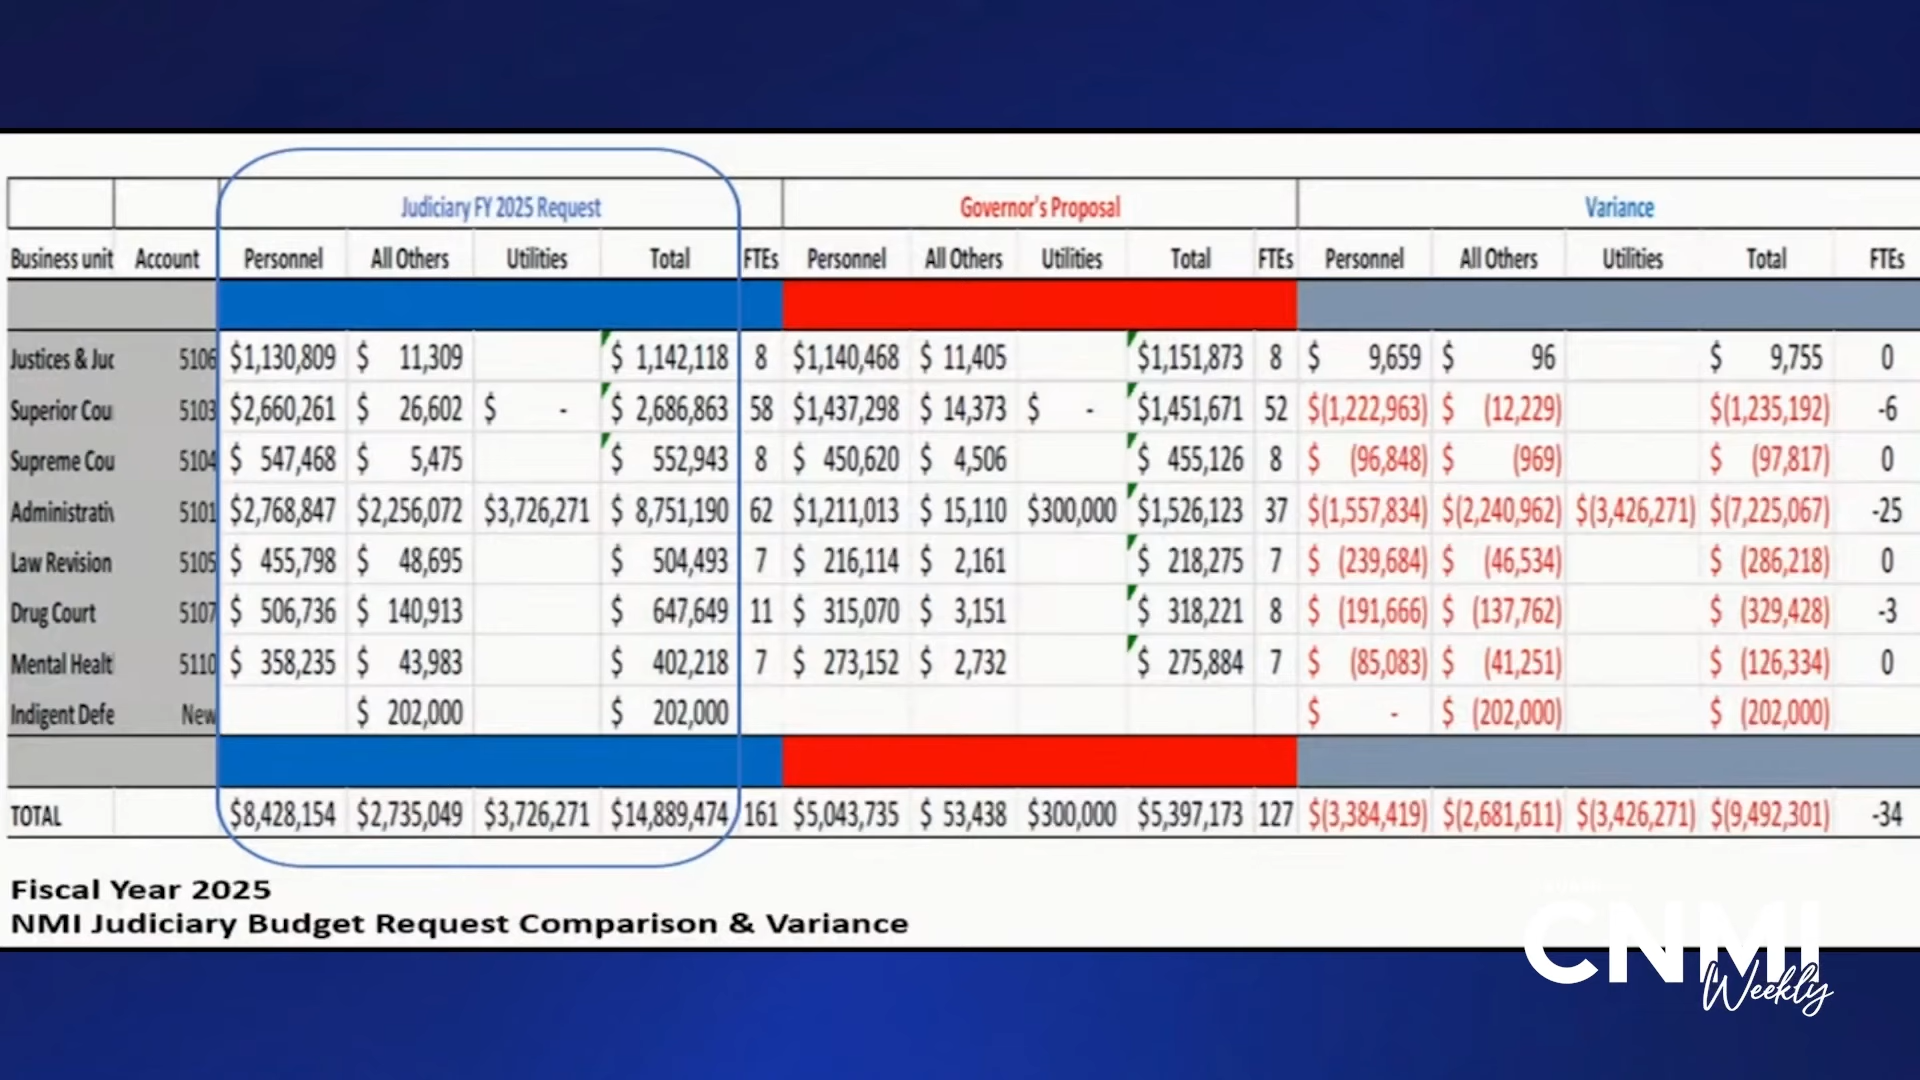 Judiciary FY 2025 Request Governor's Proposal Variance
Business unit Account Personnel All Others Utilities Total FTEs Personnel All Others Utilities Total FTEs Personnel All Others Utilities Total FTEs
Justices & Juc 5106 $1,130,809 $ 11,309 $ 1,142,118 8 $1,140,468 $ 11,405 $1,151,873 8 $ 9,659 $ 96 $ 9,755 0
Superior Cou 5103 $2,660,261 $ 26,602 $ - $ 2,686,863 58 $1,437,298 $ 14,373 $ - $1,451,671 52 $(1,222,963) $ (12,229) $(1,235,192) -6
Supreme Cou 5104 $ 547,468 $ 5,475 $ 552,943 8 $ 450,620 $ 4,506 $ 455,126 8 $ (96,848) $ (969) $ (97,817) 0
Administrativ 5101 $2,768,847 $2,256,072 $3,726,271 $ 8,751,190 62 $1,211,013 $ 15,110 $300,000 $1,526,123 37 $(1,557,834) $(2,240,962) $(3,426,271) $(7,225,067) -25
Law Revision 5105 $ 455,798 $ 48,695 $ 504,493 7 $ 216,114 $ 2,161 $ 218,275 7 $ (239,684) $ (46,534) $ (286,218) 0
Drug Court 5107 $ 506,736 $ 140,913 $ 647,649 11 $ 315,070 $ 3,151 $ 318,221 8 $ (191,666) $ (137,762) $ (329,428) -3
Mental Healt 5110 $ 358,235 $ 43,983 $ 402,218 7 $ 273,152 $ 2,732 $ 275,884 7 $ (85,083) $ (41,251) $ (126,334) 0
Indigent Defe New $ 202,000 $ 202,000 $ - $ (202,000) $ (202,000)
TOTAL $8,428,154 $2,735,049 $3,726,271 $14,889,474 161 $5,043,735 $ 53,438 $300,000 $5,397,173 127 $(3,384,419) $(2,681,611) $(3,426,271) $(9,492,301) -34
Fiscal Year 2025
NMI Judiciary Budget Request Comparison & Variance
CNMI
Weekly